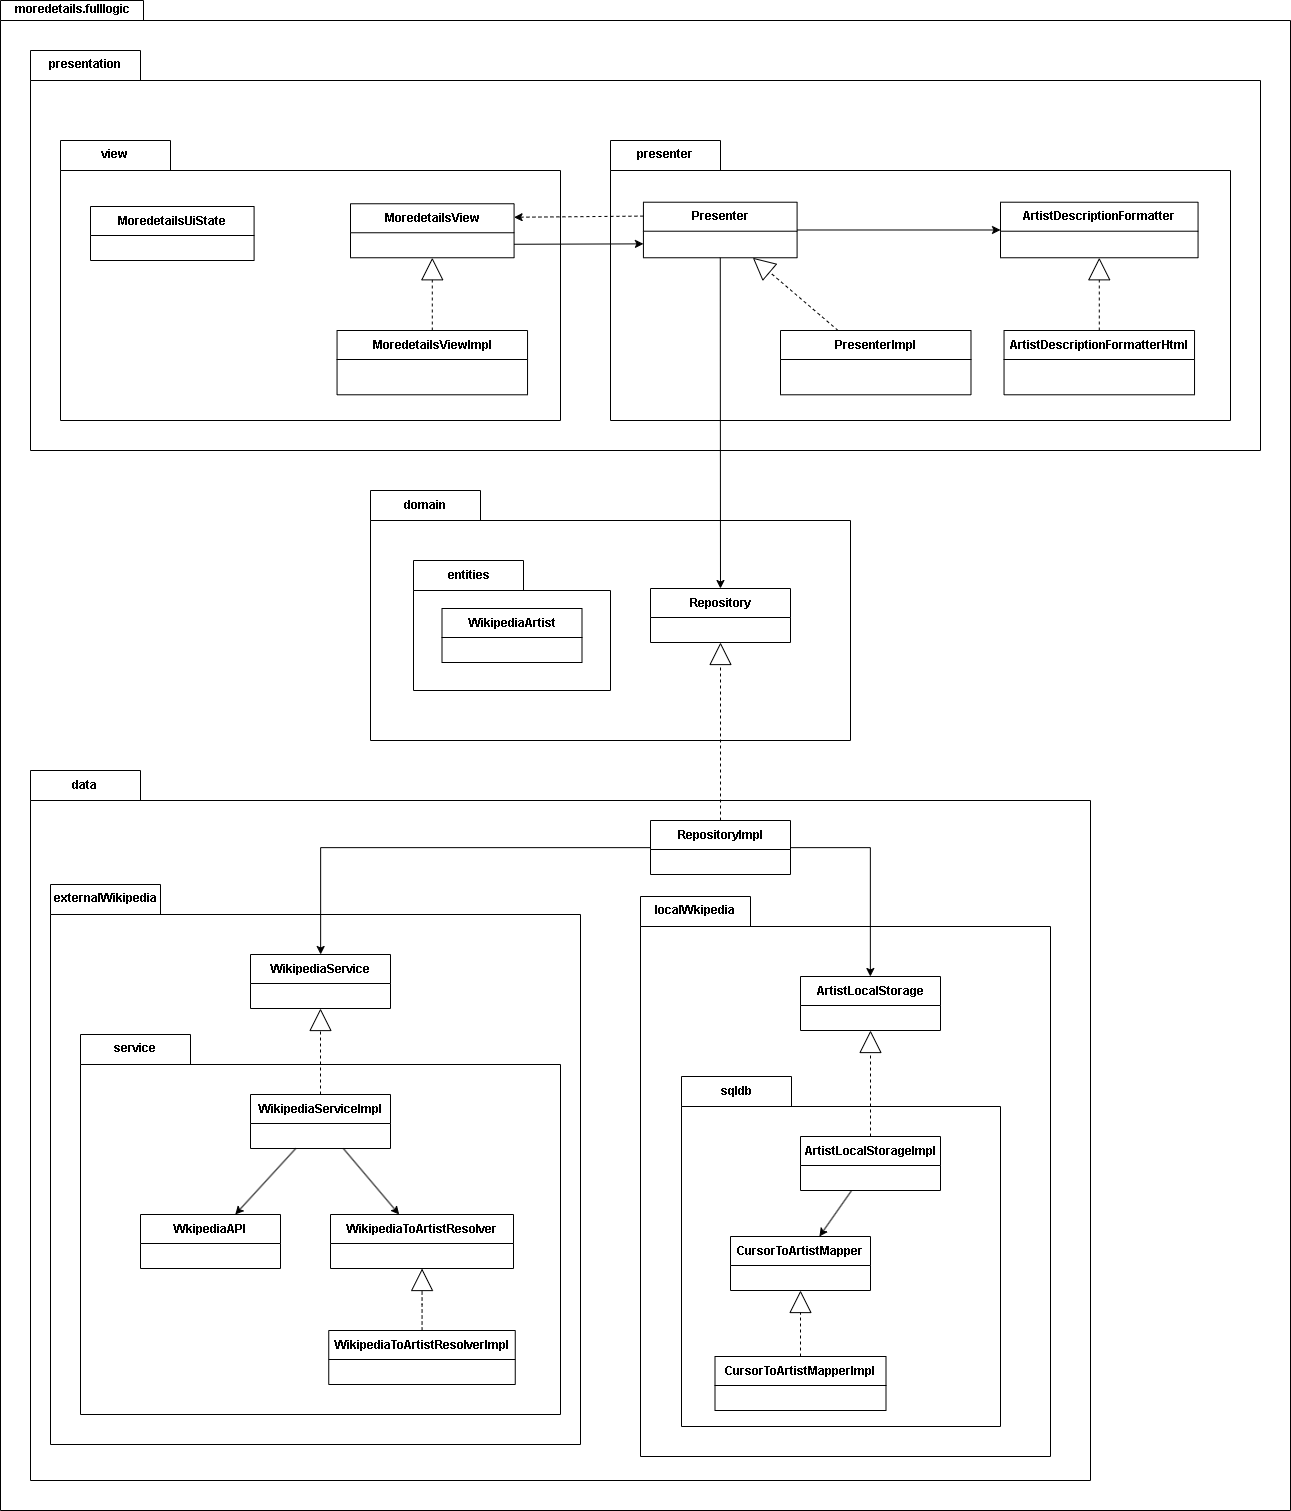 moredetails.fulllogic
presentation
view
presenter
MoredetailsUiState
MoredetailsView
Presenter
ArtistDescriptionFormatter
MoredetailsViewImpl
PresenterImpl
ArtistDescriptionFormatterHtml
domain
entities
WikipediaArtist
Repository
data
RepositoryImpl
externalWikipedia
localWkipedia
WikipediaService
ArtistLocalStorage
service
sqldb
WikipediaServiceImpl
ArtistLocalStorageImpl
WkipediaAPI
WikipediaToArtistResolver
CursorToArtistMapper
WikipediaToArtistResolverImpl
CursorToArtistMapperImpl